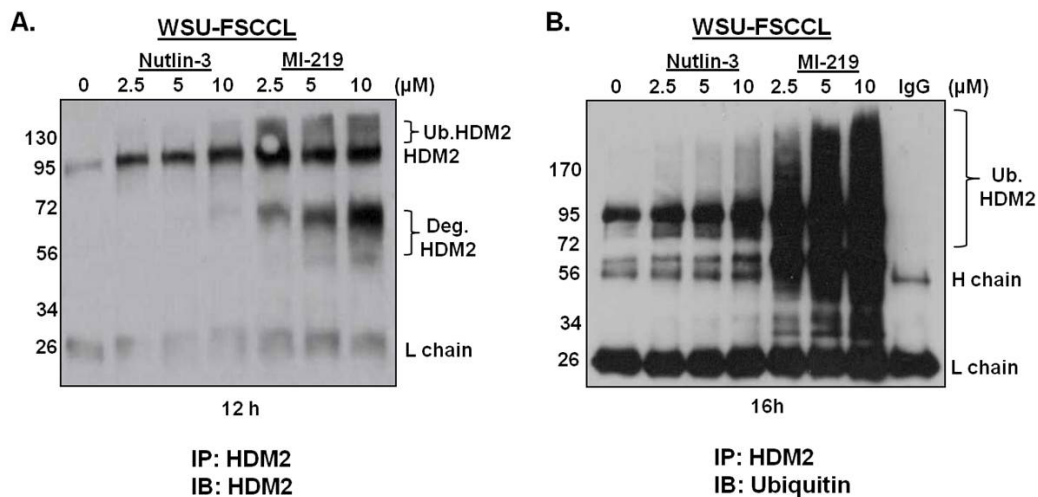 A.
WSU-FSCCL
Nutlin-3 MI-219
0 2.5 5 10 2.5 5 10 (μM)
130
95
72
56
34
26
Ub.HDM2
HDM2
Deg.
HDM2
L chain
12 h
IP: HDM2
IB: HDM2
B.
WSU-FSCCL
Nutlin-3 MI-219
0 2.5 5 10 2.5 5 10 IgG (μM)
170
95
72
56
34
26
Ub.
HDM2
H chain
L chain
16h
IP: HDM2
IB: Ubiquitin